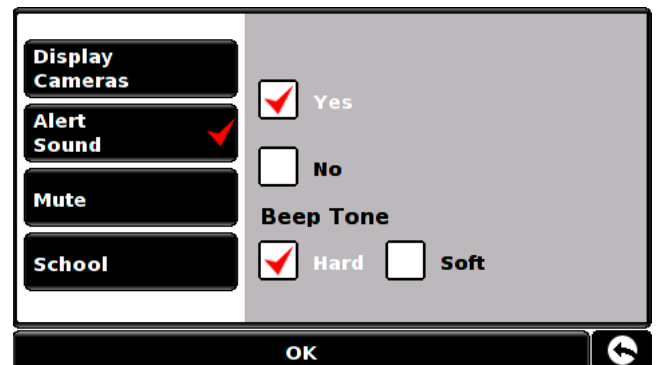 Display
Cameras
Alert
Sound
Mute
School
Yes
No
Beep Tone
Hard
Soft
OK